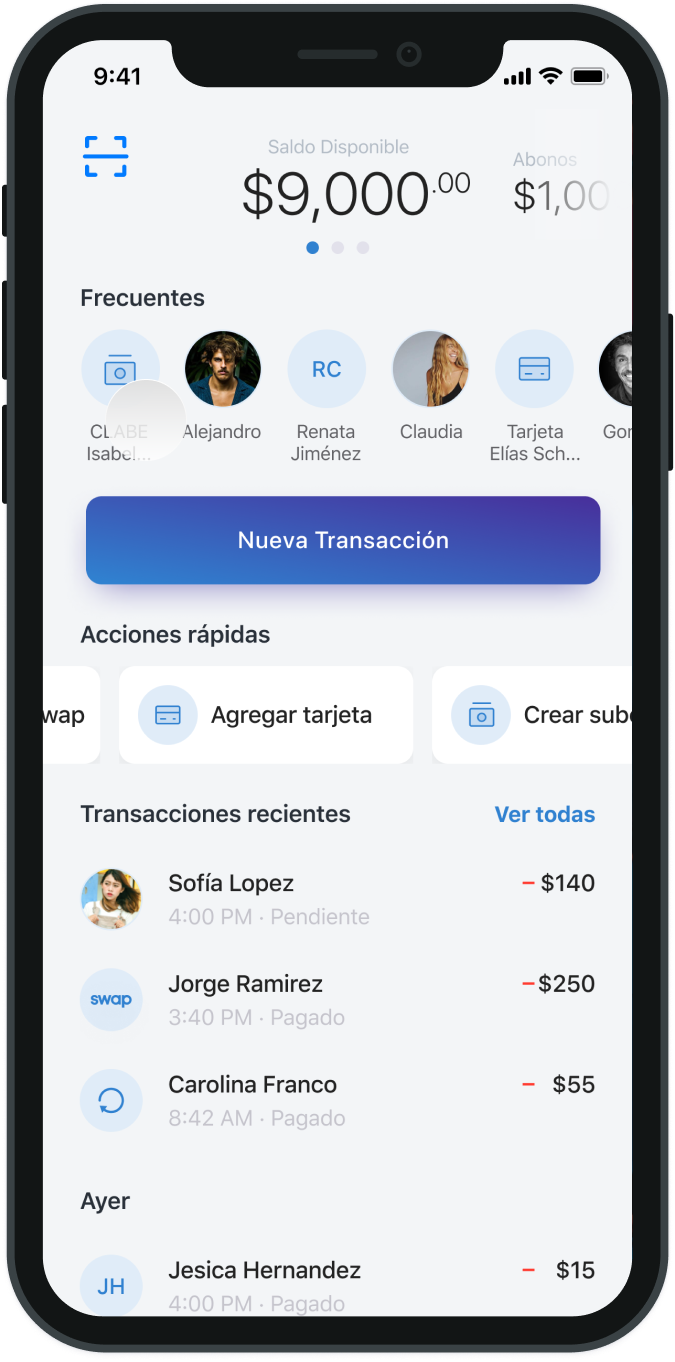 9:41
Saldo Disponible
$9,000.00
Abonos
$1,00
Frecuentes
CLABE
Isabel...
Alejandro
RC
Renata
Jiménez
Claudia
Tarjeta
Elías Sch...
Gor
Nueva Transacción
Acciones rápidas
wap
Agregar tarjeta
Crear sub
Transacciones recientes
Ver todas
Sofía Lopez
– $140
4:00 PM · Pendiente
swap
Jorge Ramirez
– $250
3:40 PM · Pagado
Carolina Franco
– $55
8:42 AM · Pagado
Ayer
JH
Jesica Hernandez
– $15
4:00 PM · Pagado